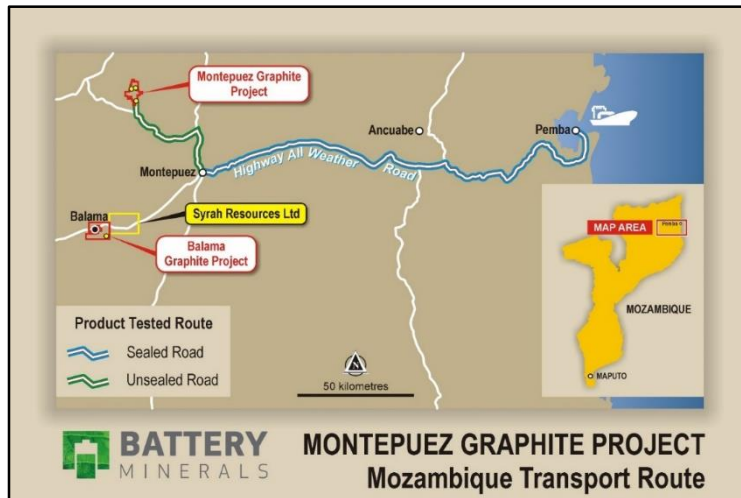 Montepuez Graphite
Project
Ancuabe
Pemba
Montepuez
Highway All Weather Road
Balama
Syrah Resources Ltd
Balama
Graphite Project
MAP AREA
Pemba
MOZAMBIQUE
MAPUTO
Product Tested Route
Sealed Road
Unsealed Road
N
50 kilometres
BATTERY
MINERALS
MONTEPUEZ GRAPHITE PROJECT
Mozambique Transport Route